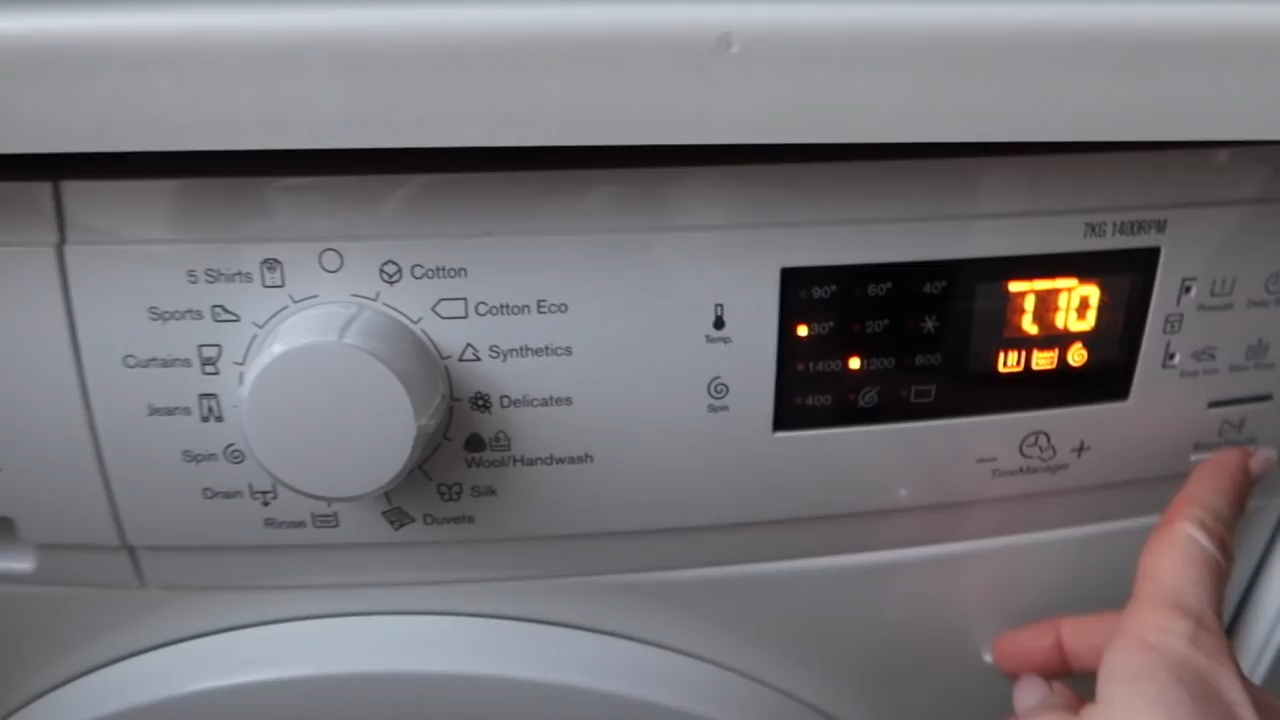 7KG 1400RPM
5 Shirts
Sports
Curtains
Jeans
Spin
Drain
Rinse
Cotton
Cotton Eco
Synthetics
Delicates
Wool/Handwash
Silk
Duvets
Temp.
Spin
90° 60° 40°
30° 20°
1400 1200 800
400
1.10
− +
TimeManager